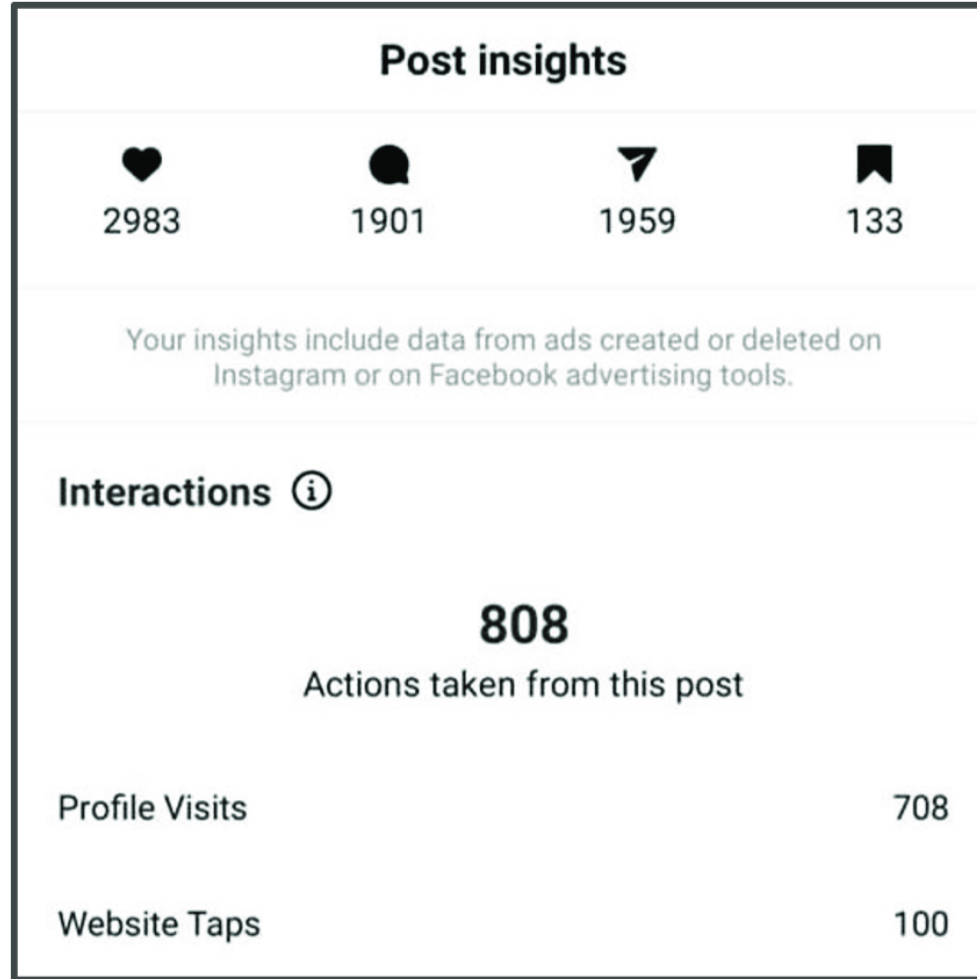 Post insights
2983 1901 1959 133
Your insights include data from ads created or deleted on
Instagram or on Facebook advertising tools.
Interactions
808
Actions taken from this post
Profile Visits 708
Website Taps 100